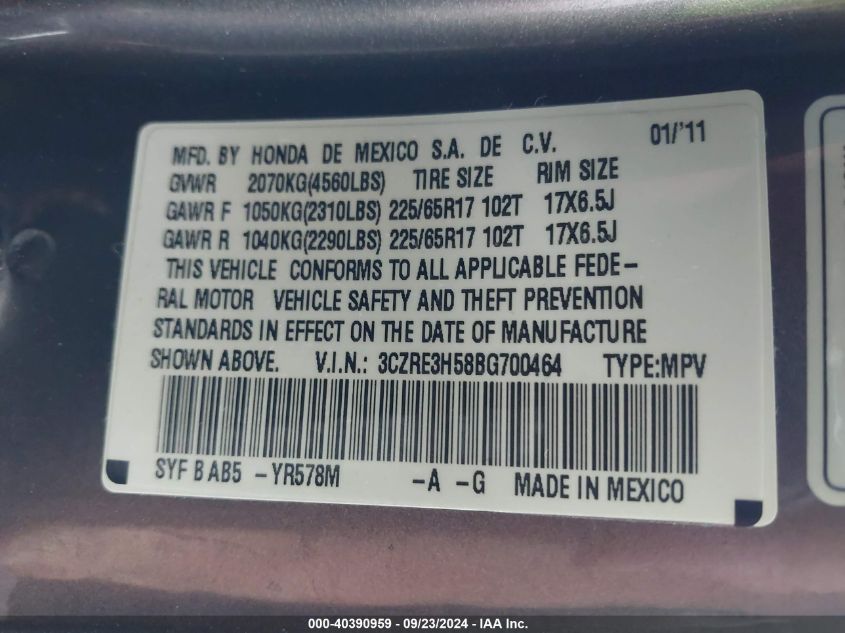 MFD. BY HONDA DE MEXICO S.A. DE C.V. 01/'11
GVWR 2070KG(4560LBS) TIRE SIZE RIM SIZE
GAWR F 1050KG(2310LBS) 225/65R17 102T 17X6.5J
GAWR R 1040KG(2290LBS) 225/65R17 102T 17X6.5J
THIS VEHICLE CONFORMS TO ALL APPLICABLE FEDE-
RAL MOTOR VEHICLE SAFETY AND THEFT PREVENTION
STANDARDS IN EFFECT ON THE DATE OF MANUFACTURE
SHOWN ABOVE. V.I.N.: 3CZRE3H58BG700464 TYPE:MPV
SYF B AB5 -YR578M -A -G MADE IN MEXICO
000-40390959 - 09/23/2024 - IAA Inc.